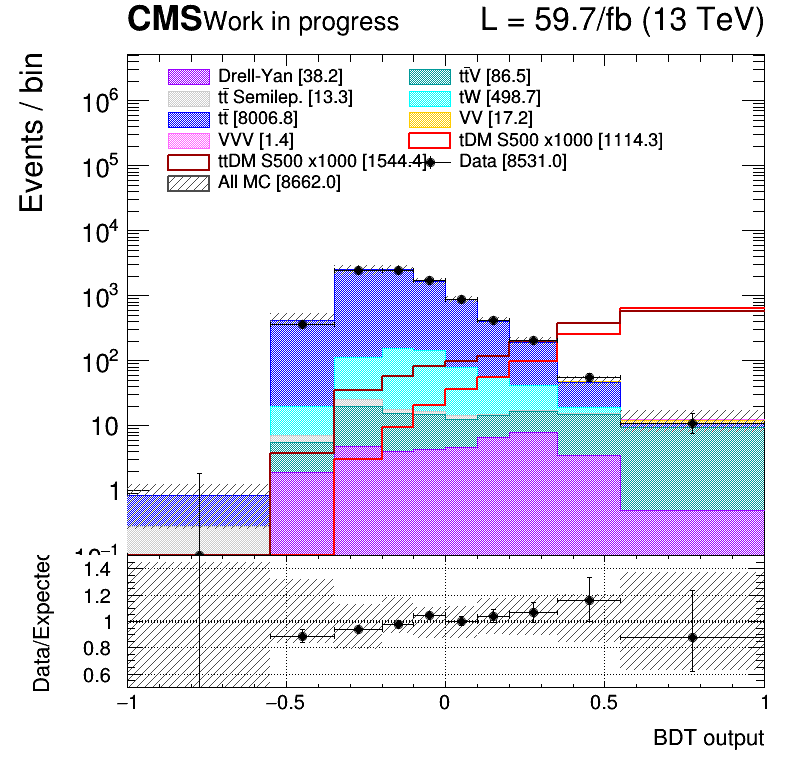 CMS Work in progress L = 59.7/fb (13 TeV)
Events / bin
Drell-Yan [38.2] tt̄V [86.5]
tt̄ Semilep. [13.3] tW [498.7]
tt̄ [8006.8] VV [17.2]
VVV [1.4] tDM S500 x1000 [1114.3]
ttDM S500 x1000 [1544.4] Data [8531.0]
All MC [8662.0]
10⁶
10⁵
10⁴
10³
10²
10
1
10⁻¹
Data/Expected
1.4
1.2
1
0.8
0.6
−1 −0.5 0 0.5 1
BDT output